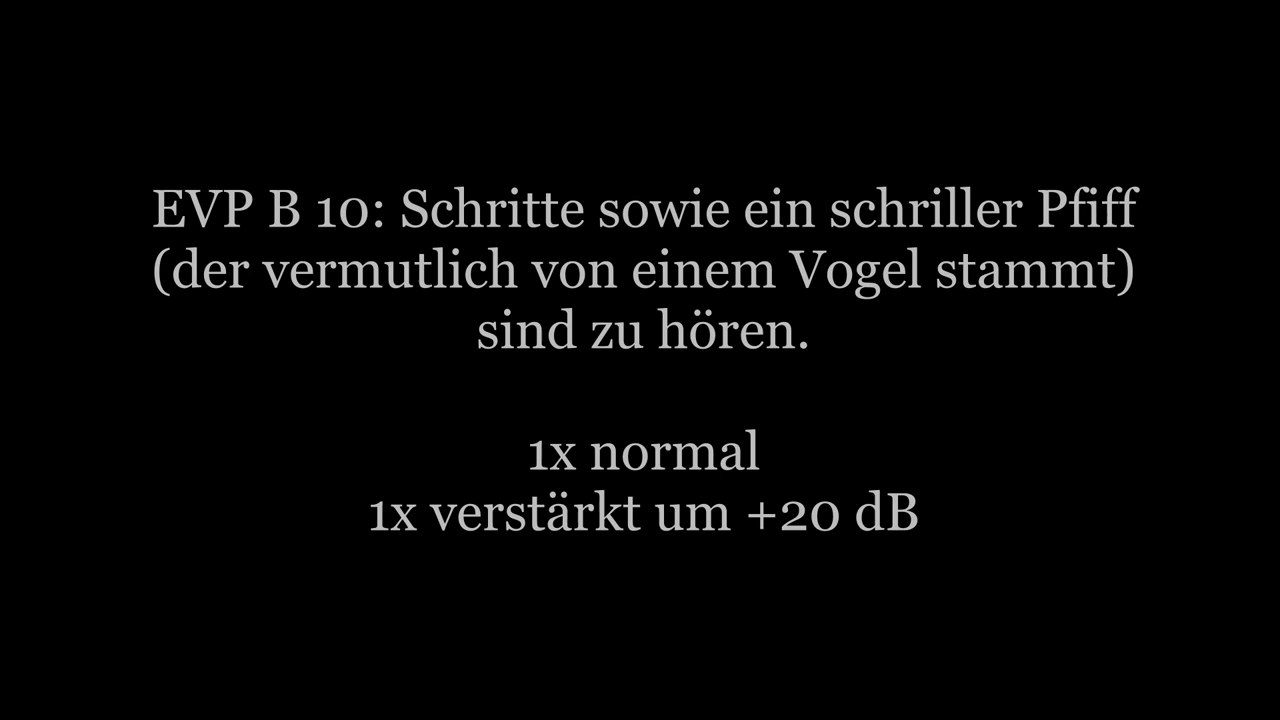 EVP B 10: Schritte sowie ein schriller Pfiff
(der vermutlich von einem Vogel stammt)
sind zu hören.
1x normal
1x verstärkt um +20 dB